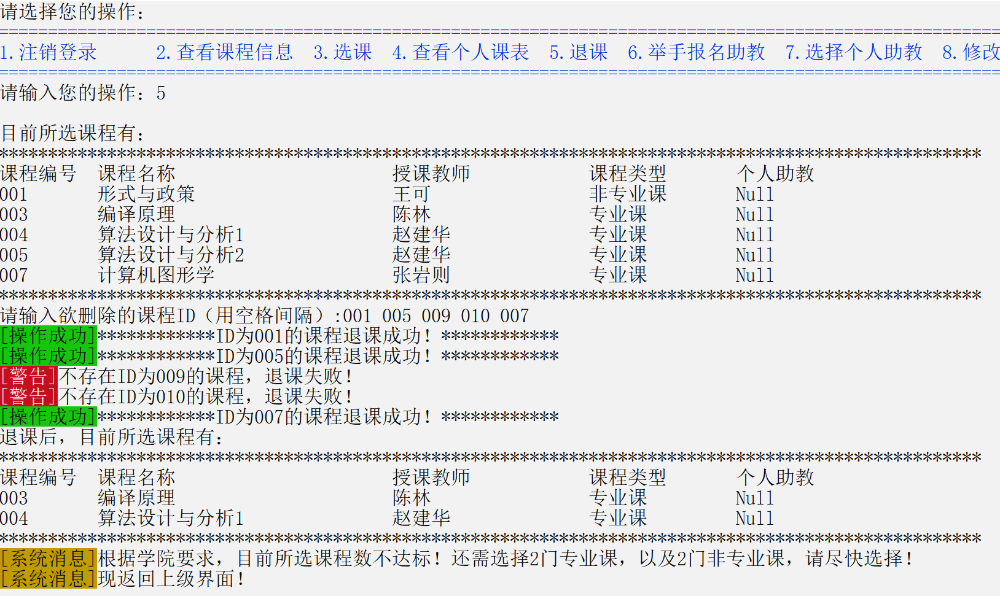 请选择您的操作：
======================================================================================================
1.注销登录 2.查看课程信息 3.选课 4.查看个人课表 5.退课 6.举手报名助教 7.选择个人助教 8.修改
======================================================================================================
请输入您的操作：5
目前所选课程有：
****************************************************************************************************
课程编号 课程名称 授课教师 课程类型 个人助教
001 形式与政策 王可 非专业课 Null
003 编译原理 陈林 专业课 Null
004 算法设计与分析1 赵建华 专业课 Null
005 算法设计与分析2 赵建华 专业课 Null
007 计算机图形学 张岩则 专业课 Null
****************************************************************************************************
请输入欲删除的课程ID（用空格间隔）:001 005 009 010 007
[操作成功]************ID为001的课程退课成功！************
[操作成功]************ID为005的课程退课成功！************
[警告]不存在ID为009的课程，退课失败！
[警告]不存在ID为010的课程，退课失败！
[操作成功]************ID为007的课程退课成功！************
退课后，目前所选课程有：
****************************************************************************************************
课程编号 课程名称 授课教师 课程类型 个人助教
003 编译原理 陈林 专业课 Null
004 算法设计与分析1 赵建华 专业课 Null
****************************************************************************************************
[系统消息]根据学院要求，目前所选课程数不达标！还需选择2门专业课，以及2门非专业课，请尽快选择！
[系统消息]现返回上级界面！